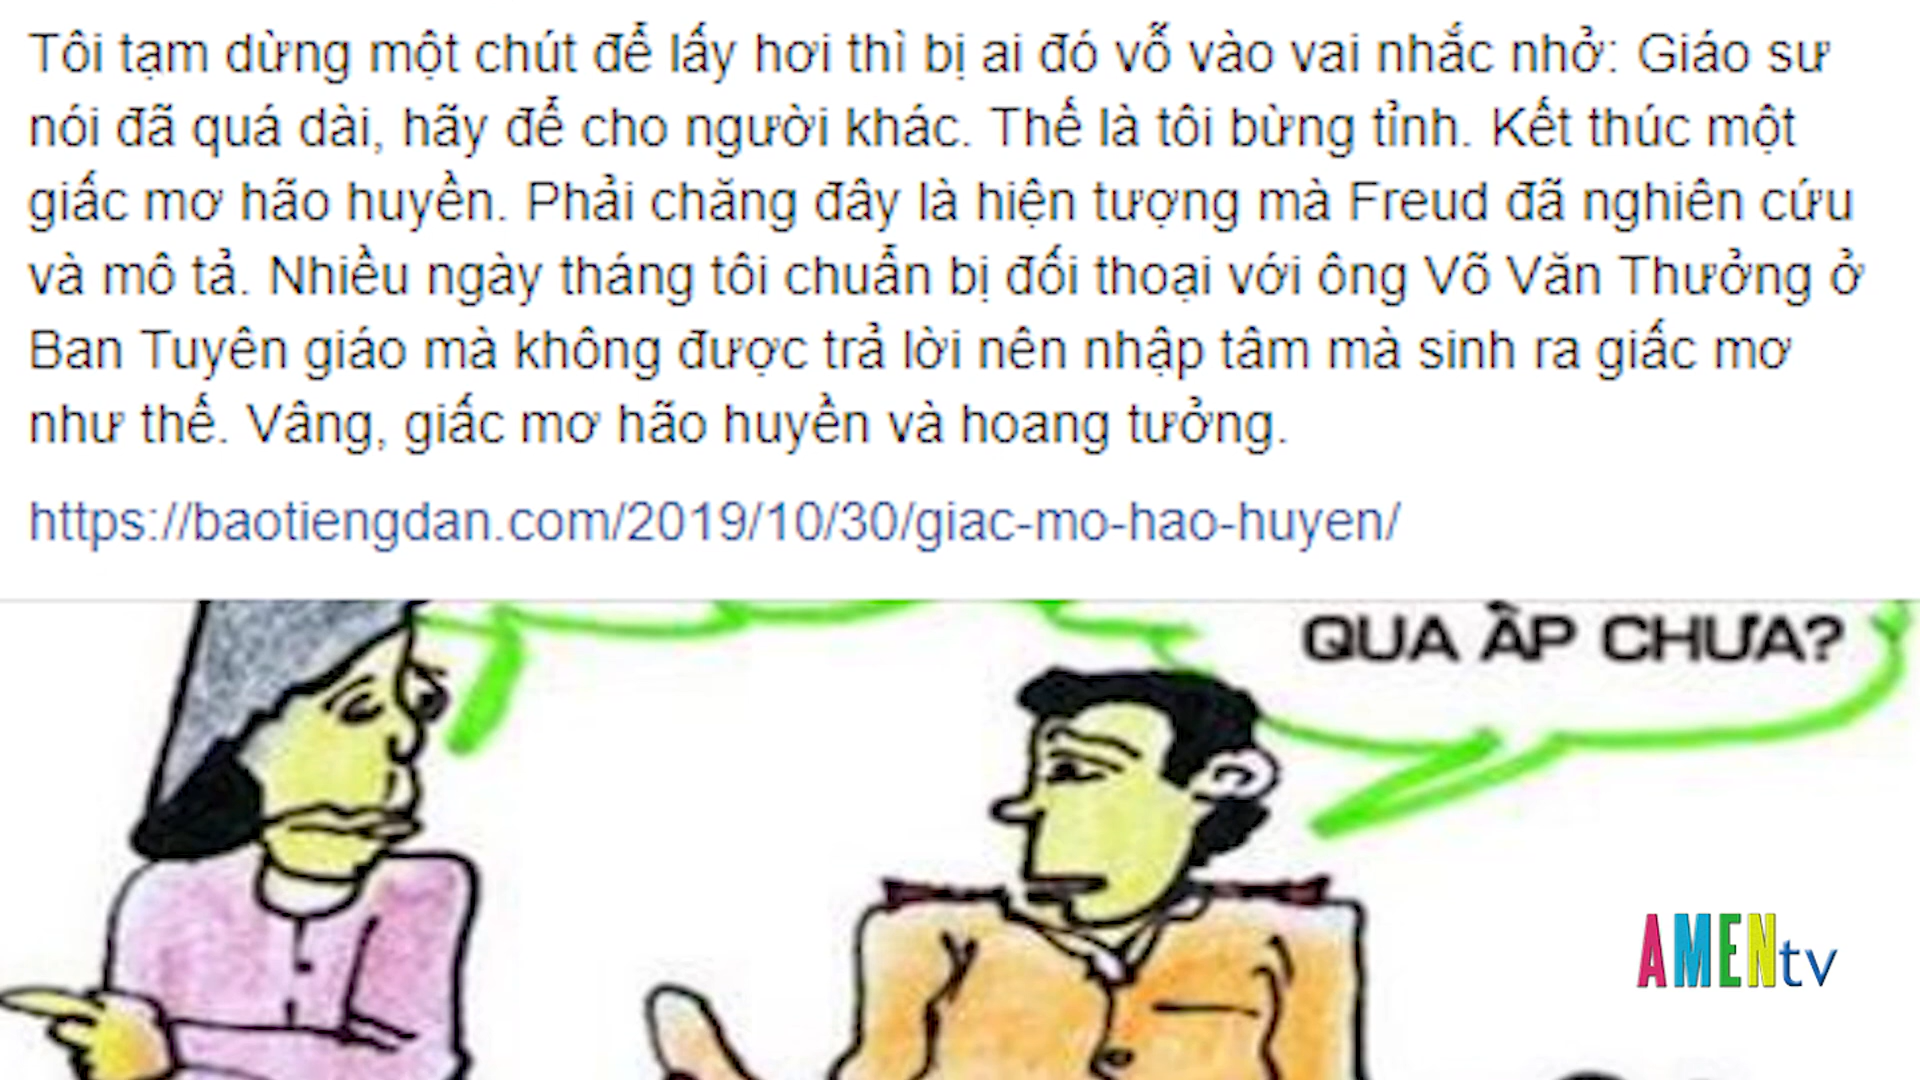 Tôi tạm dừng một chút để lấy hơi thì bị ai đó vỗ vào vai nhắc nhở: Giáo sư
nói đã quá dài, hãy để cho người khác. Thế là tôi bừng tỉnh. Kết thúc một
giấc mơ hão huyền. Phải chăng đây là hiện tượng mà Freud đã nghiên cứu
và mô tả. Nhiều ngày tháng tôi chuẩn bị đối thoại với ông Võ Văn Thưởng ở
Ban Tuyên giáo mà không được trả lời nên nhập tâm mà sinh ra giấc mơ
như thế. Vâng, giấc mơ hão huyền và hoang tưởng.
https://baotiengdan.com/2019/10/30/giac-mo-hao-huyen/
QUA ẤP CHƯA?
AMENtv